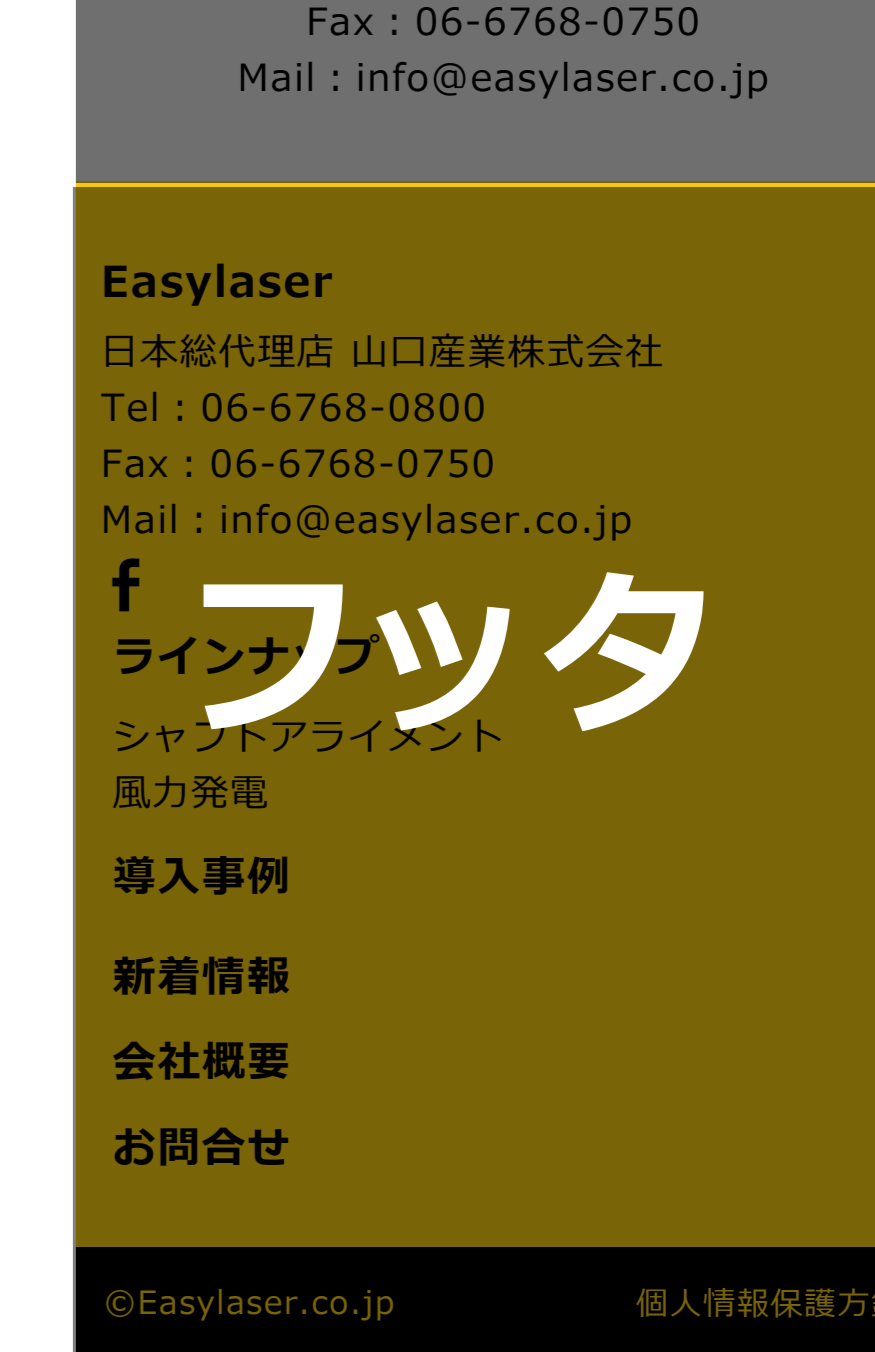 Fax : 06-6768-0750
Mail : info@easylaser.co.jp
Easylaser
日本総代理店 山口産業株式会社
Tel : 06-6768-0800
Fax : 06-6768-0750
Mail : info@easylaser.co.jp
f
フッタ
ラインナップ
シャフトアライメント
風力発電
導入事例
新着情報
会社概要
お問合せ
©Easylaser.co.jp
個人情報保護方